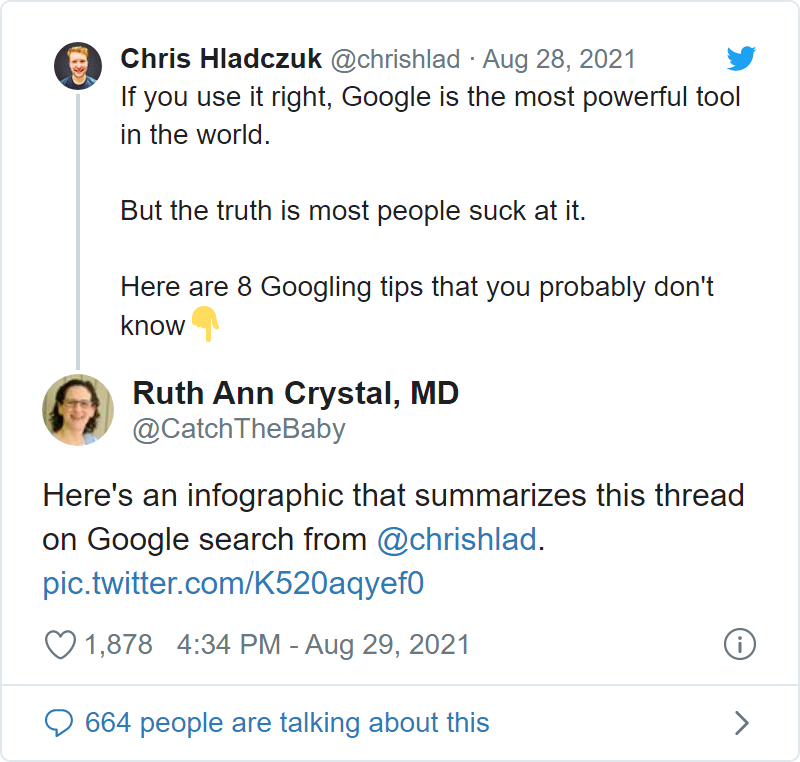 Chris Hladczuk @chrishlad · Aug 28, 2021
If you use it right, Google is the most powerful tool
in the world.
But the truth is most people suck at it.
Here are 8 Googling tips that you probably don't
know👇
Ruth Ann Crystal, MD
@CatchTheBaby
Here's an infographic that summarizes this thread
on Google search from @chrishlad.
pic.twitter.com/K520aqyef0
1,878 4:34 PM - Aug 29, 2021
664 people are talking about this